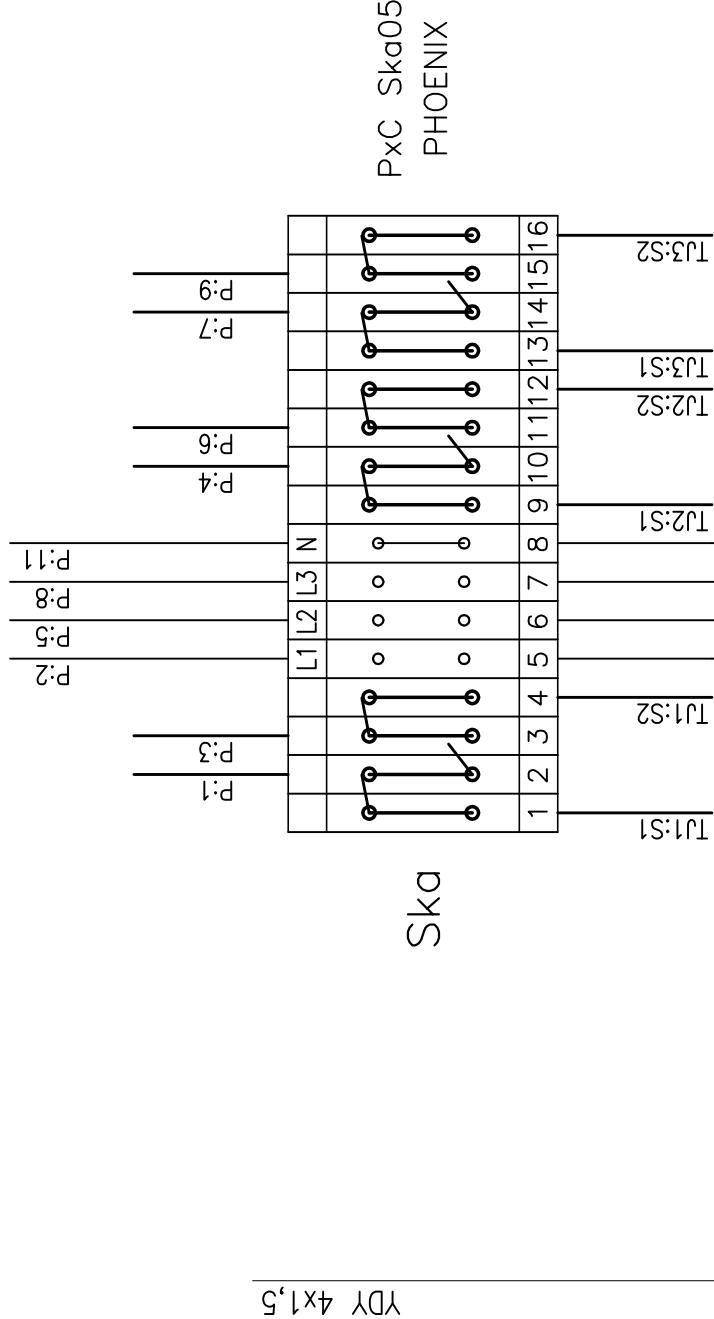 PxC Ska05
PHOENIX
P:11
P:8
P:5
P:2
P:9
P:7
P:6
P:4
P:3
P:1
N
L3
L2
L1
16
15
14
13
12
11
10
9
8
7
6
5
4
3
2
1
TJ3:S2
TJ3:S1
TJ2:S2
TJ2:S1
TJ1:S2
TJ1:S1
Ska
YDY 4x1,5